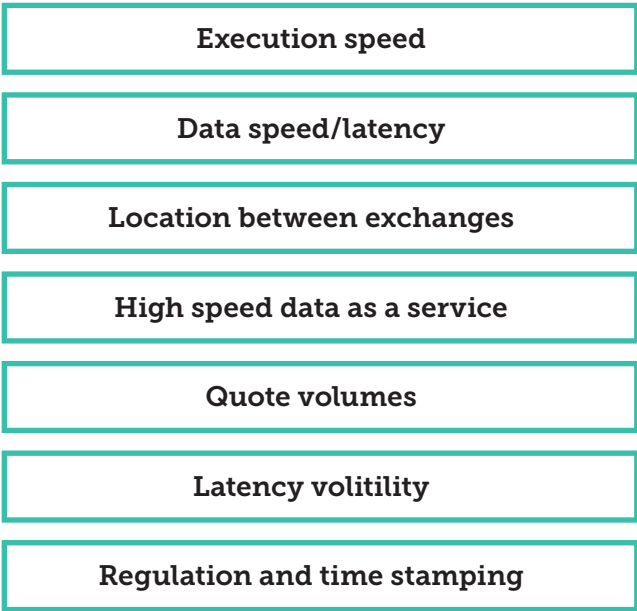 Execution speed
Data speed/latency
Location between exchanges
High speed data as a service
Quote volumes
Latency volitility
Regulation and time stamping